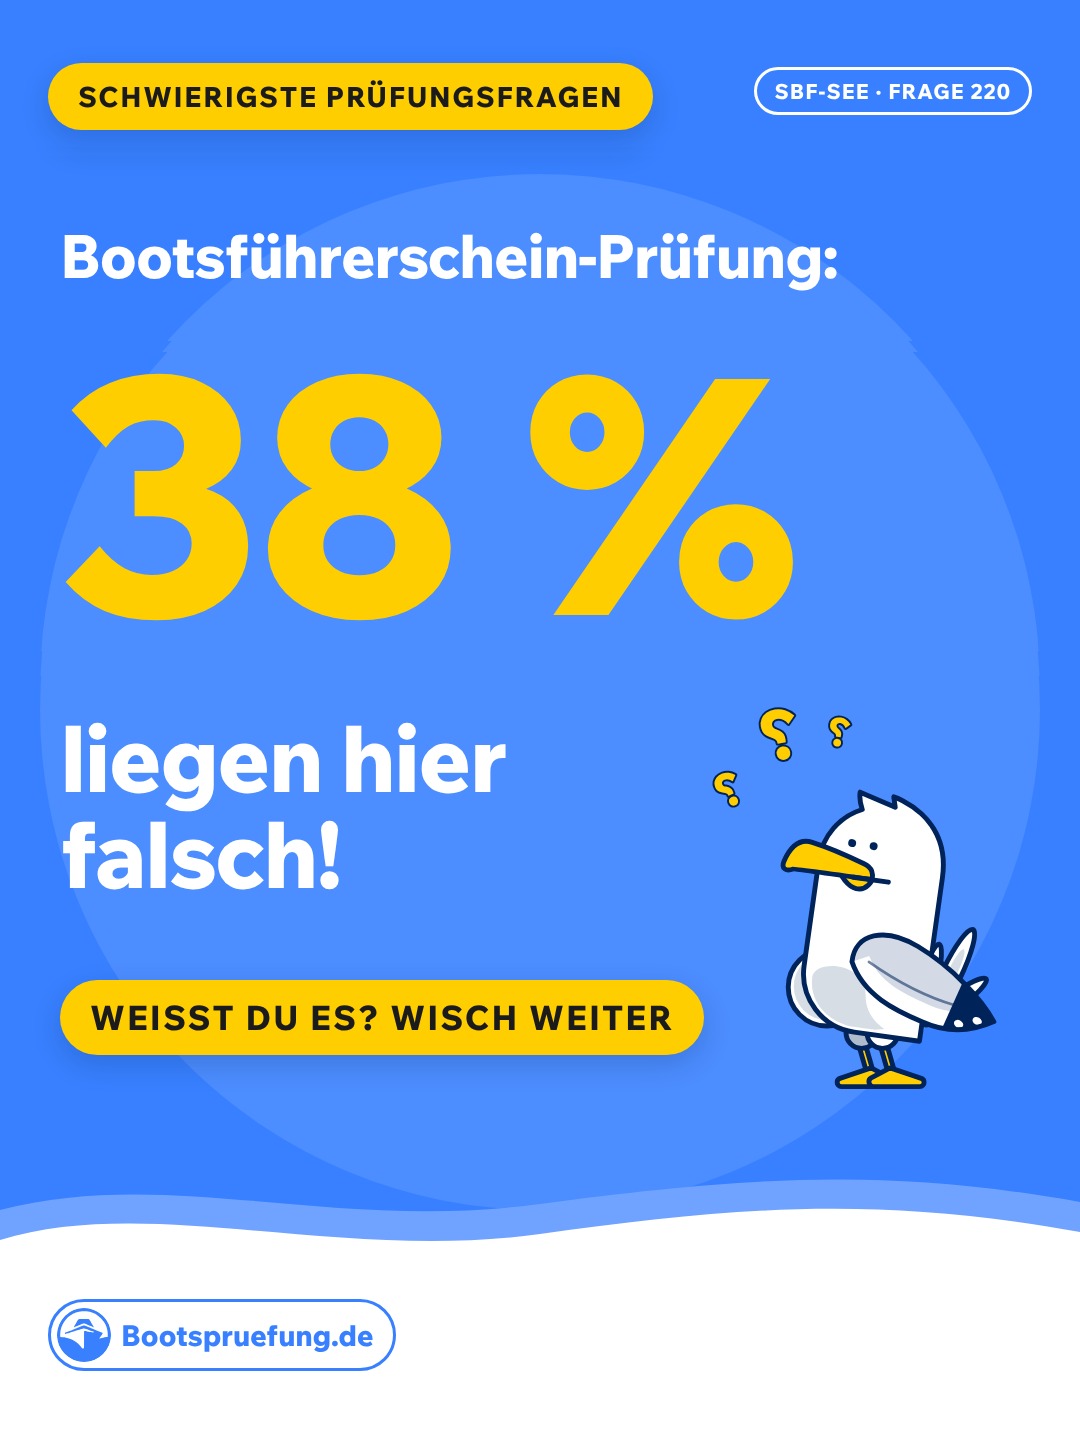 SCHWIERIGSTE PRÜFUNGSFRAGEN
SBF-SEE · FRAGE 220
Bootsführerschein-Prüfung:
38 %
liegen hier
falsch!
? ? ?
WEISST DU ES? WISCH WEITER
Bootspruefung.de